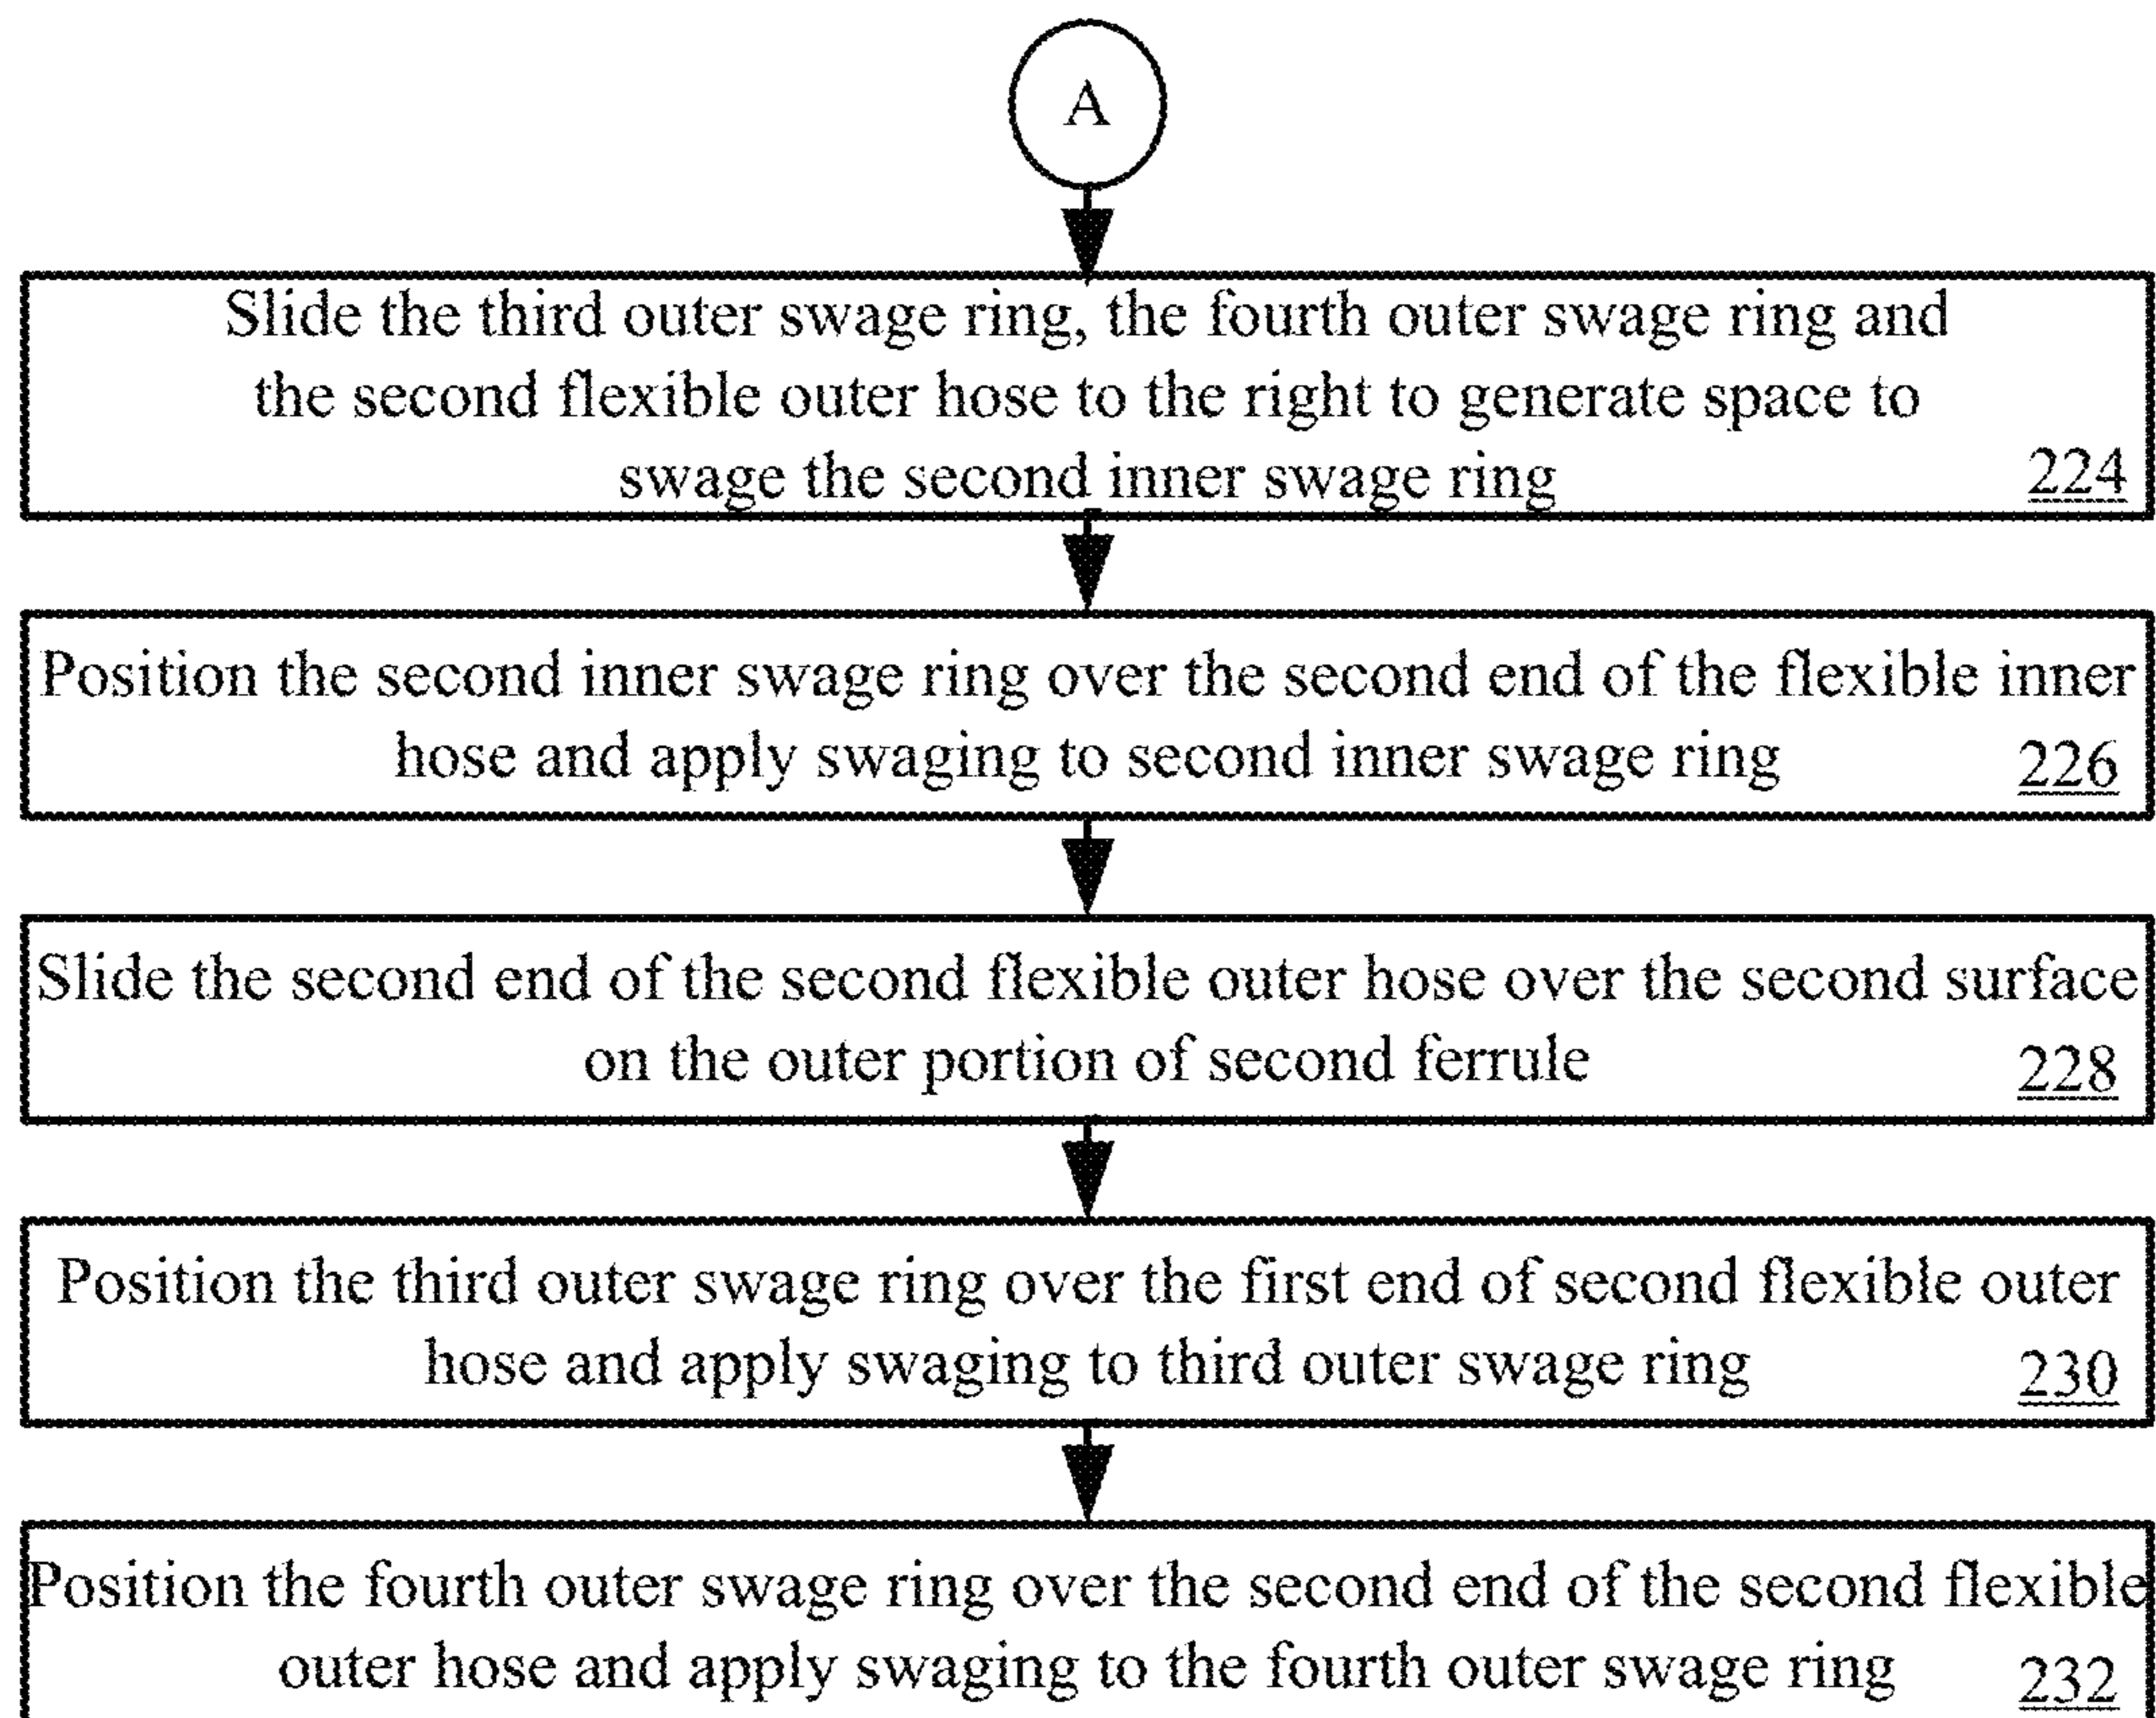 A
Slide the third outer swage ring, the fourth outer swage ring and
the second flexible outer hose to the right to generate space to
swage the second inner swage ring 224
Position the second inner swage ring over the second end of the flexible inner
hose and apply swaging to second inner swage ring 226
Slide the second end of the second flexible outer hose over the second surface
on the outer portion of second ferrule 228
Position the third outer swage ring over the first end of second flexible outer
hose and apply swaging to third outer swage ring 230
Position the fourth outer swage ring over the second end of the second flexible
outer hose and apply swaging to the fourth outer swage ring 232